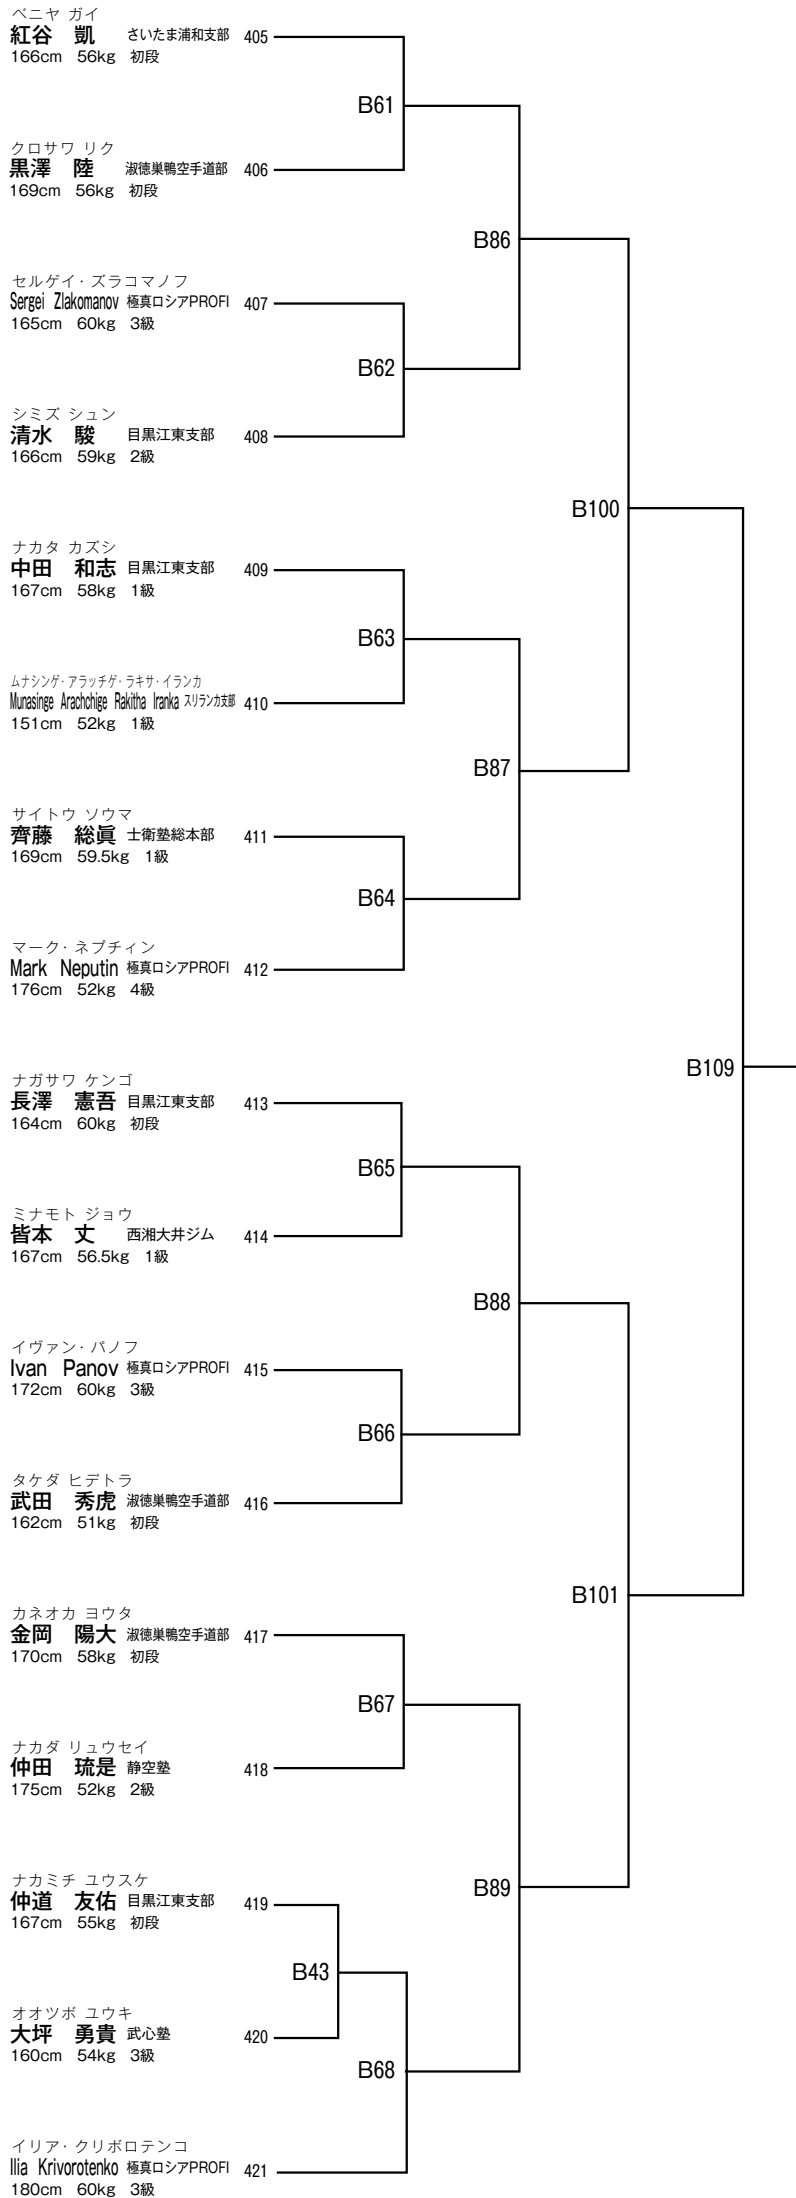 ベニヤ ガイ
紅谷 凱 さいたま浦和支部 405
166cm 56kg 初段
B61
クロサワ リク
黒澤 陸 淑徳巣鴨空手道部 406
169cm 56kg 初段
B86
セルゲイ・ズラコマノフ
Sergei Zlakomanov 極真ロシアPROFI 407
165cm 60kg 3級
B62
シミズ シュン
清水 駿 目黒江東支部 408
166cm 59kg 2級
B100
ナカタ カズシ
中田 和志 目黒江東支部 409
167cm 58kg 1級
B63
ムナシンゲ・アラッチゲ・ラキサ・イランカ
Munasinge Arachchige Rakitha Iranka スリランカ支部 410
151cm 52kg 1級
B87
サイトウ ソウマ
齊藤 総眞 士衛塾総本部 411
169cm 59.5kg 1級
B64
マーク・ネプチィン
Mark Neputin 極真ロシアPROFI 412
176cm 52kg 4級
B109
ナガサワ ケンゴ
長澤 憲吾 目黒江東支部 413
164cm 60kg 初段
B65
ミナモト ジョウ
皆本 丈 西湘大井ジム 414
167cm 56.5kg 1級
B88
イヴァン・パノフ
Ivan Panov 極真ロシアPROFI 415
172cm 60kg 3級
B66
タケダ ヒデトラ
武田 秀虎 淑徳巣鴨空手道部 416
162cm 51kg 初段
B101
カネオカ ヨウタ
金岡 陽大 淑徳巣鴨空手道部 417
170cm 58kg 初段
B67
ナカダ リュウセイ
仲田 琉是 静空塾 418
175cm 52kg 2級
B89
ナカミチ ユウスケ
仲道 友佑 目黒江東支部 419
167cm 55kg 初段
B43
オオツボ ユウキ
大坪 勇貴 武心塾 420
160cm 54kg 3級
B68
イリア・クリボロテンコ
Ilia Krivorotenko 極真ロシアPROFI 421
180cm 60kg 3級